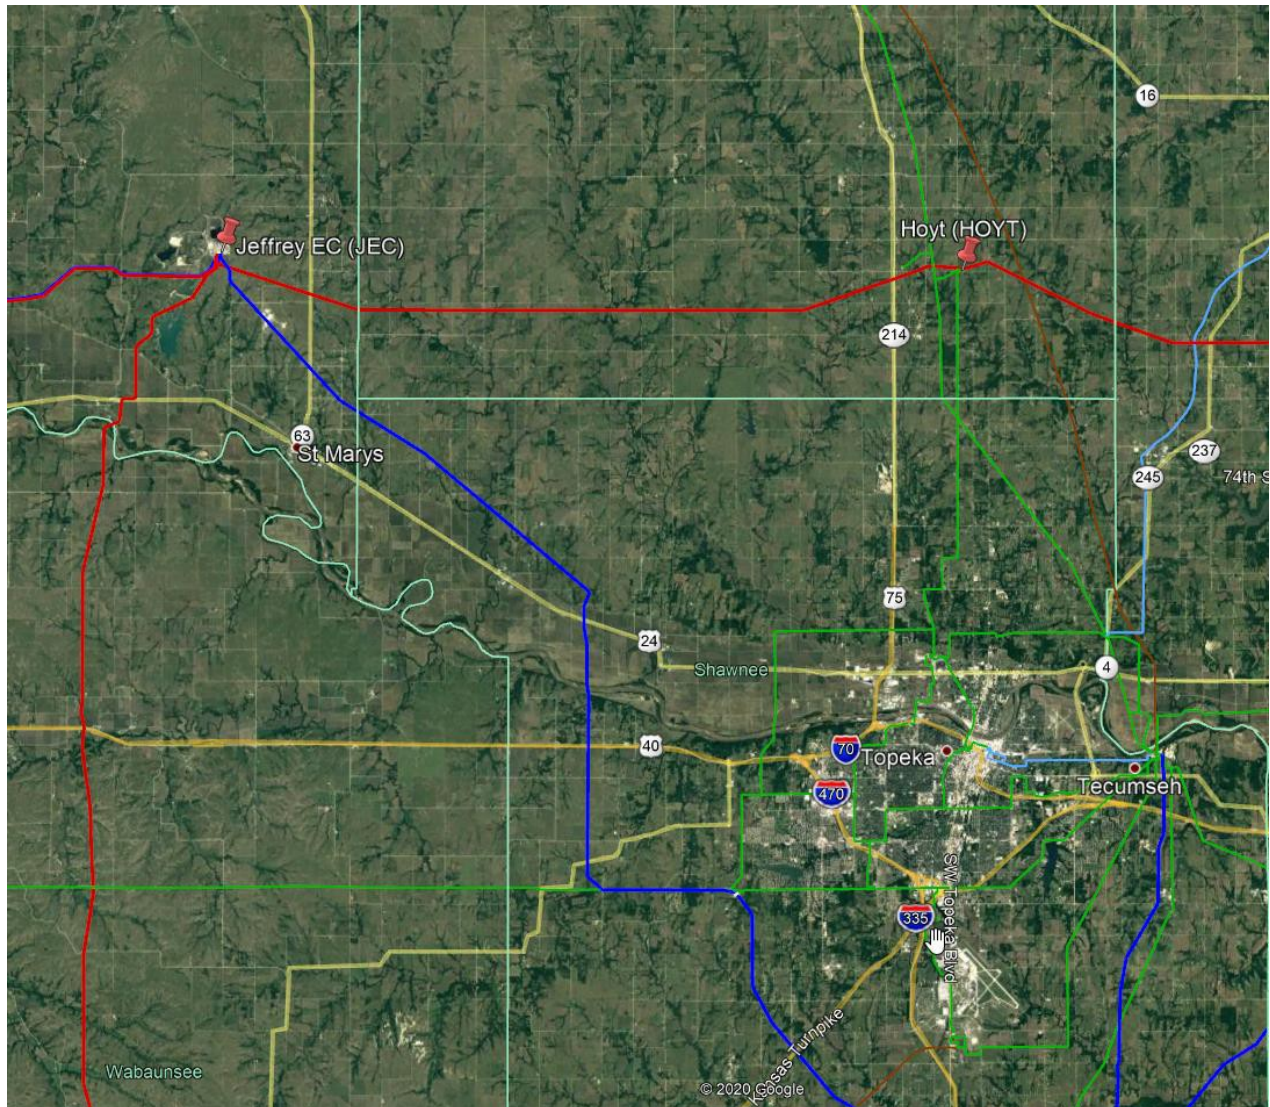 16
Jeffrey EC (JEC)
Hoyt (HOYT)
214
63
St Marys
237
245
74th S
75
24
Shawnee
4
40
70
Topeka
470
Tecumseh
SW Topeka Blvd
335
Kansas Turnpike
Wabaunsee
© 2020 Google